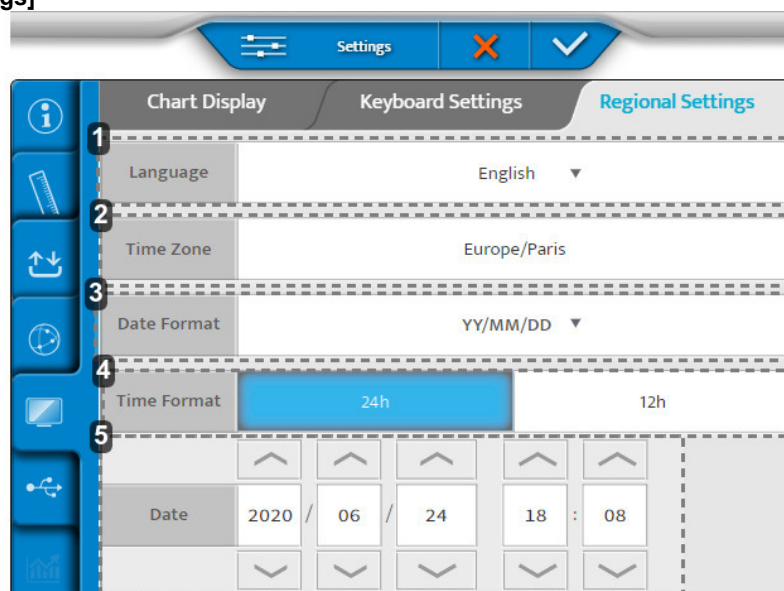 gs]
Settings
Chart Display Keyboard Settings Regional Settings
1
Language English
2
Time Zone Europe/Paris
3
Date Format YY/MM/DD
4
Time Format 24h 12h
5
Date 2020 / 06 / 24 18 : 08